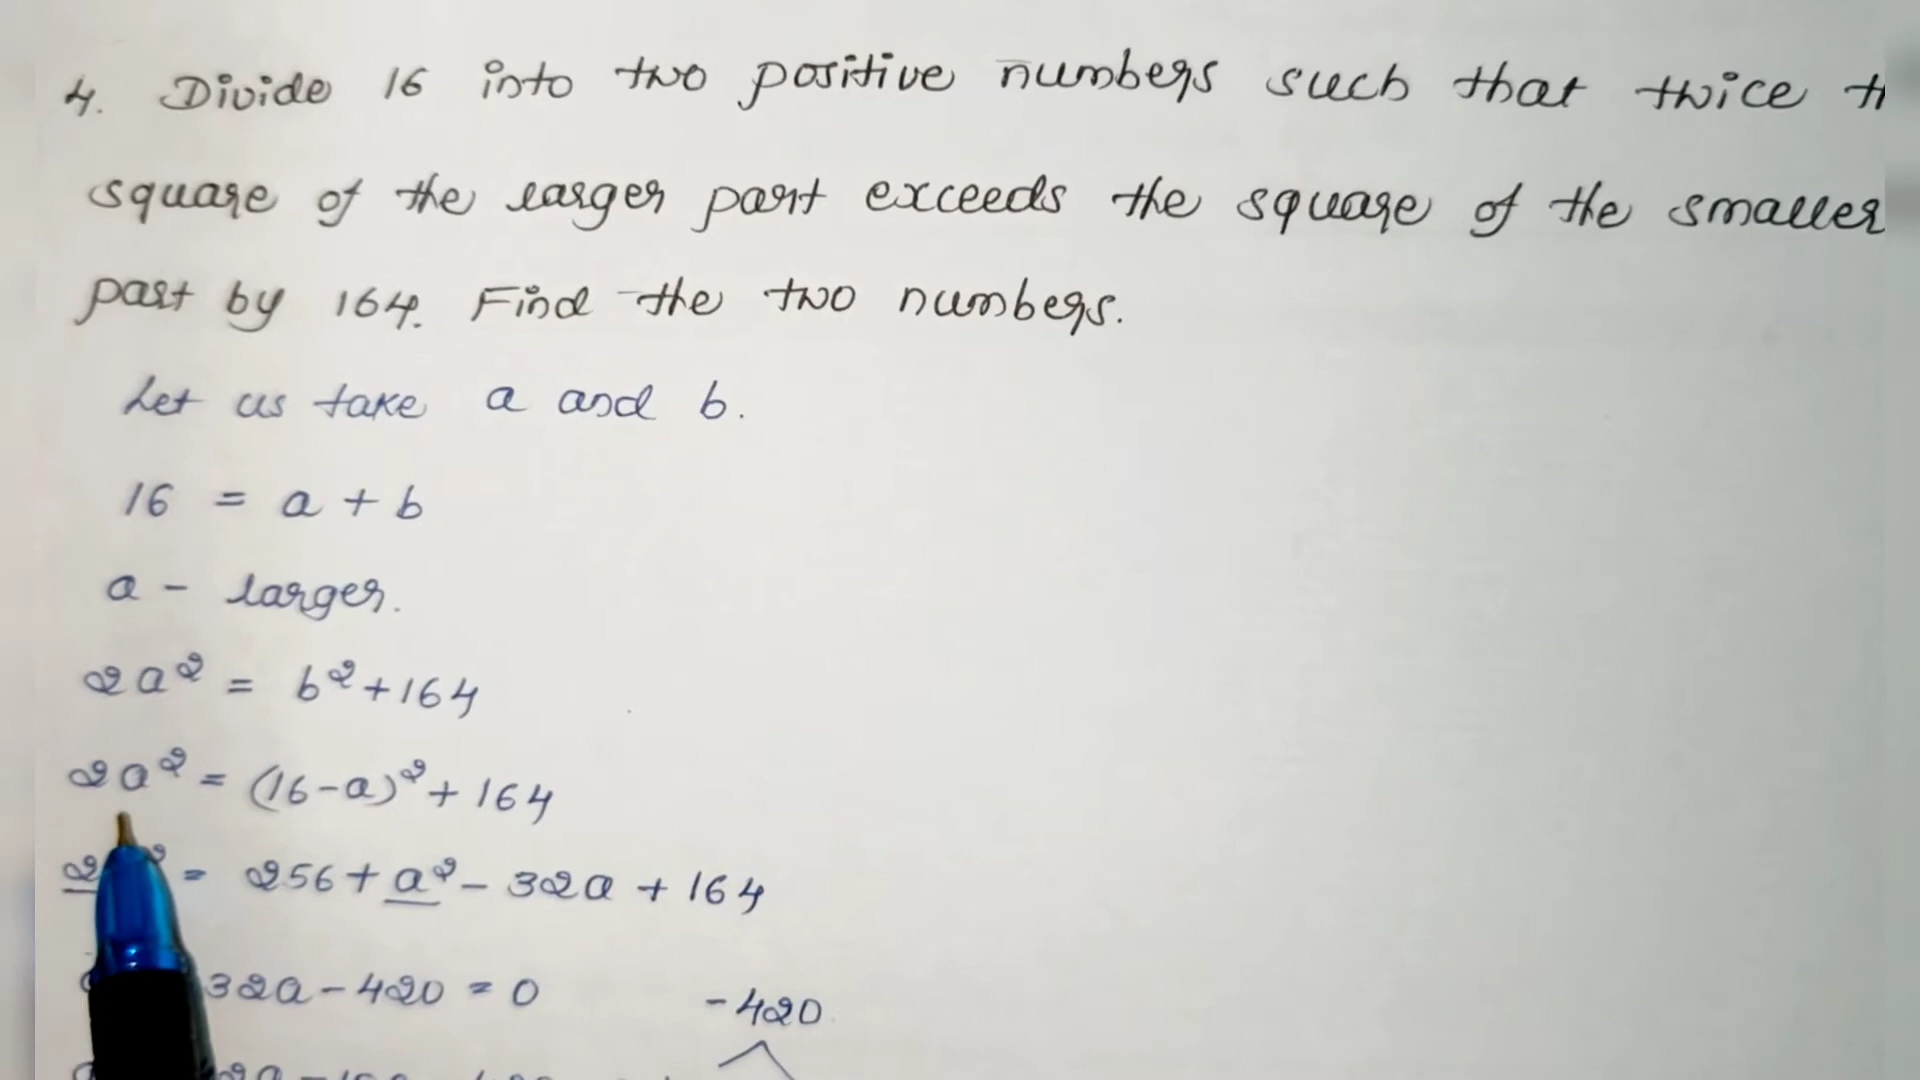 4. Divide 16 into two positive numbers such that twice
square of the larger part exceeds the square of the smaller
part by 164. Find the two numbers.
Let us take a and b.
16 = a + b
a - larger.
2a² = b² + 164
2a² = (16-a)² + 164
= 256 + a² - 32a + 164
32a - 420 = 0
-420